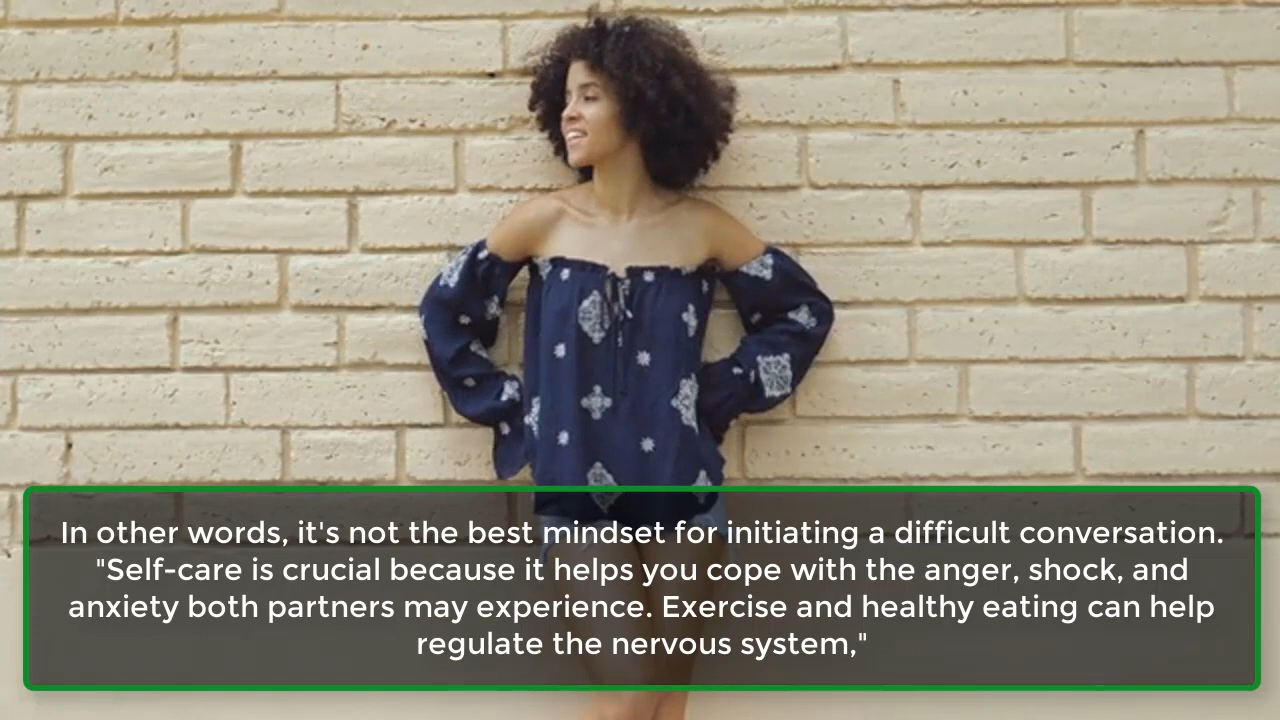 In other words, it's not the best mindset for initiating a difficult conversation.
"Self-care is crucial because it helps you cope with the anger, shock, and
anxiety both partners may experience. Exercise and healthy eating can help
regulate the nervous system,"